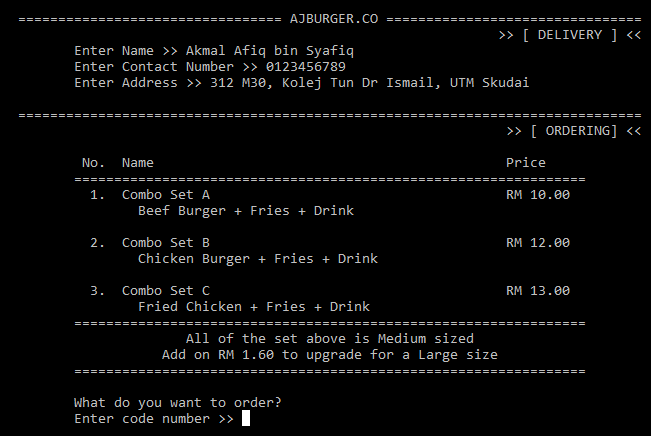 ================================= AJBURGER.CO ================================
>> [ DELIVERY ] <<
Enter Name >> Akmal Afiq bin Syafiq
Enter Contact Number >> 0123456789
Enter Address >> 312 M30, Kolej Tun Dr Ismail, UTM Skudai
==============================================================================
>> [ ORDERING] <<
No. Name Price
================================================================
1. Combo Set A RM 10.00
Beef Burger + Fries + Drink
2. Combo Set B RM 12.00
Chicken Burger + Fries + Drink
3. Combo Set C RM 13.00
Fried Chicken + Fries + Drink
================================================================
All of the set above is Medium sized
Add on RM 1.60 to upgrade for a Large size
================================================================
What do you want to order?
Enter code number >>